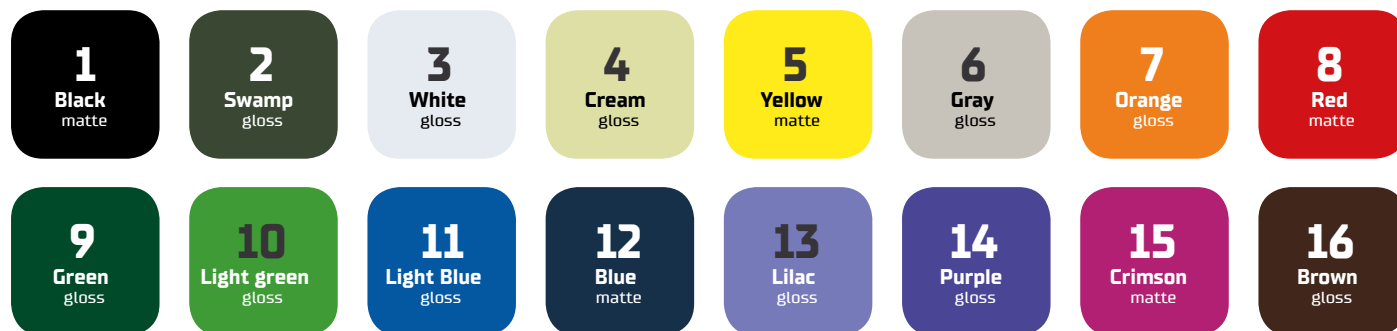 1
Black
matte
2
Swamp
gloss
3
White
gloss
4
Cream
gloss
5
Yellow
matte
6
Gray
gloss
7
Orange
gloss
8
Red
matte
9
Green
gloss
10
Light green
gloss
11
Light Blue
gloss
12
Blue
matte
13
Lilac
gloss
14
Purple
gloss
15
Crimson
matte
16
Brown
gloss